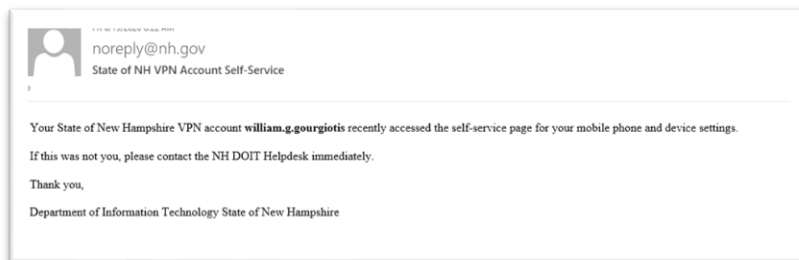 noreply@nh.gov
State of NH VPN Account Self-Service
Your State of New Hampshire VPN account william.g.gourgiotis recently accessed the self-service page for your mobile phone and device settings.
If this was not you, please contact the NH DOIT Helpdesk immediately.
Thank you,
Department of Information Technology State of New Hampshire